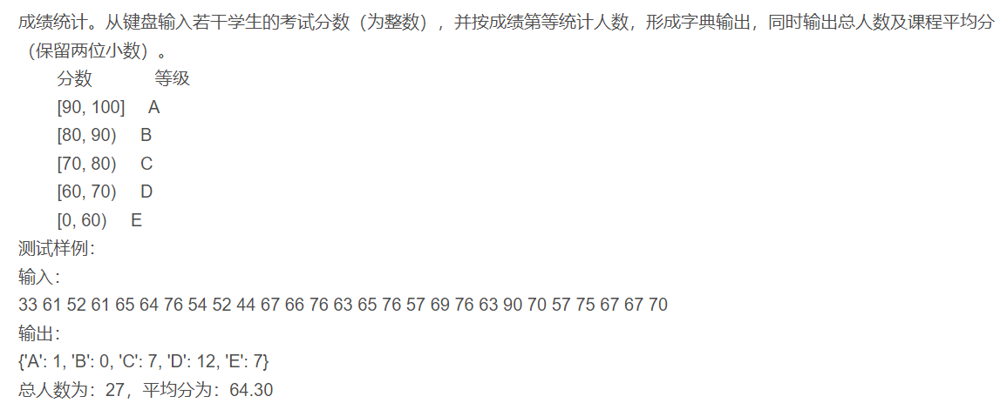 成绩统计。从键盘输入若干学生的考试分数（为整数），并按成绩第等统计人数，形成字典输出，同时输出总人数及课程平均分
（保留两位小数）。
分数 等级
[90, 100] A
[80, 90) B
[70, 80) C
[60, 70) D
[0, 60) E
测试样例：
输入：
33 61 52 61 65 64 76 54 52 44 67 66 76 63 65 76 57 69 76 63 90 70 57 75 67 67 70
输出：
{'A': 1, 'B': 0, 'C': 7, 'D': 12, 'E': 7}
总人数为：27，平均分为：64.30